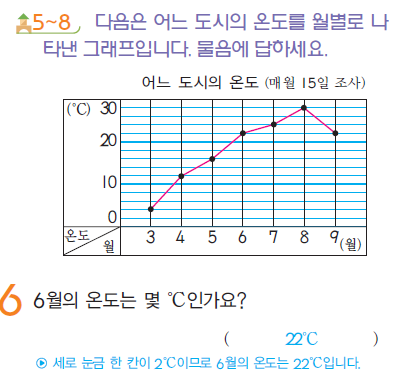 5~8 다음은 어느 도시의 온도를 월별로 나
타낸 그래프입니다. 물음에 답하세요.
어느 도시의 온도 (매월 15일 조사)
(℃) 30
20
10
0
온도
월
3 4 5 6 7 8 9 (월)
6 6월의 온도는 몇 ℃인가요?
( 22℃ )
세로 눈금 한 칸이 2℃이므로 6월의 온도는 22℃입니다.